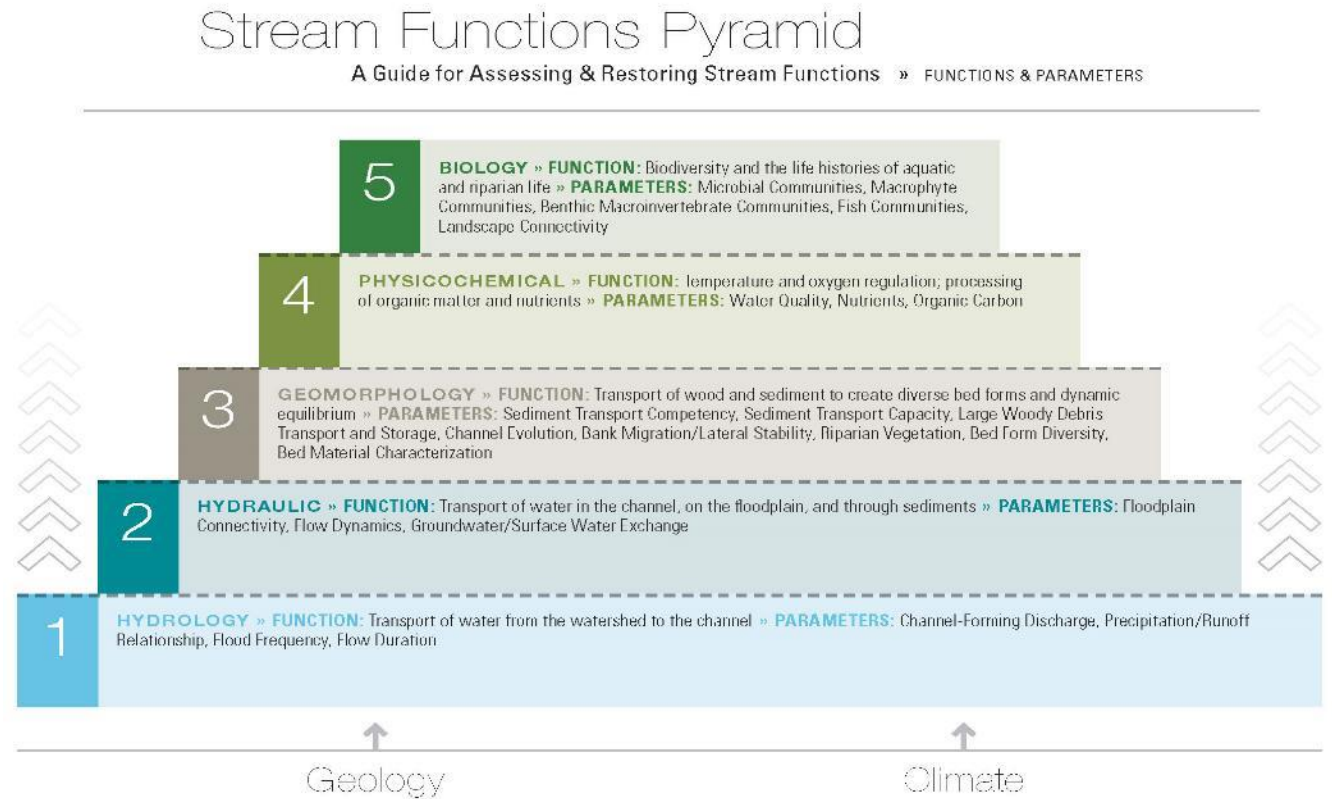 Stream Functions Pyramid
A Guide for Assessing & Restoring Stream Functions » FUNCTIONS & PARAMETERS
5
BIOLOGY » FUNCTION: Biodiversity and the life histories of aquatic
and riparian life » PARAMETERS: Microbial Communities, Macrophyte
Communities, Benthic Macroinvertebrate Communities, Fish Communities,
Landscape Connectivity
4
PHYSICOCHEMICAL » FUNCTION: Temperature and oxygen regulation; processing
of organic matter and nutrients » PARAMETERS: Water Quality, Nutrients, Organic Carbon
3
GEOMORPHOLOGY » FUNCTION: Transport of wood and sediment to create diverse bed forms and dynamic
equilibrium » PARAMETERS: Sediment Transport Competency, Sediment Transport Capacity, Large Woody Debris
Transport and Storage, Channel Evolution, Bank Migration/Lateral Stability, Riparian Vegetation, Bed Form Diversity,
Bed Material Characterization
2
HYDRAULIC » FUNCTION: Transport of water in the channel, on the floodplain, and through sediments » PARAMETERS: Floodplain
Connectivity, Flow Dynamics, Groundwater/Surface Water Exchange
1
HYDROLOGY » FUNCTION: Transport of water from the watershed to the channel » PARAMETERS: Channel-Forming Discharge, Precipitation/Runoff
Relationship, Flood Frequency, Flow Duration
Geology
Climate